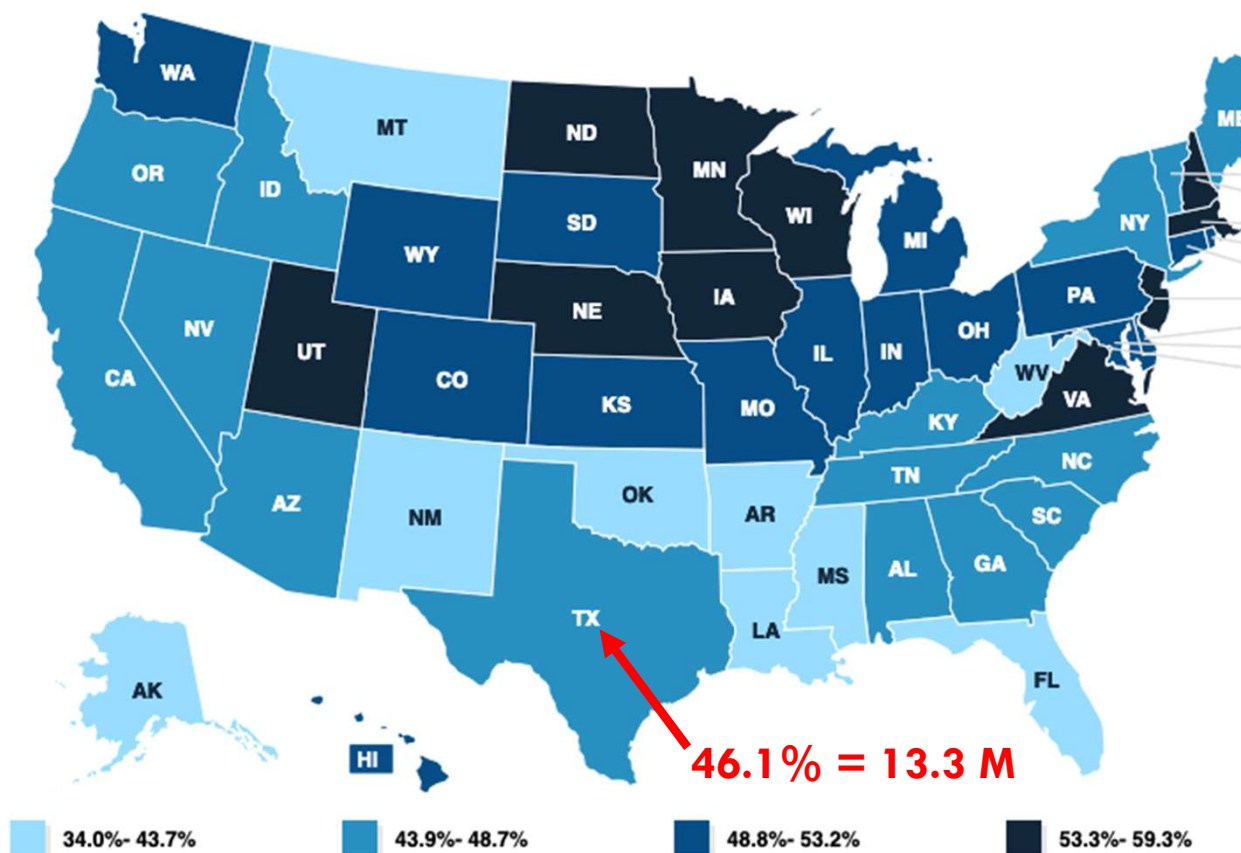 WA
MT
ND
MN
ME
OR
ID
SD
WI
MI
NY
WY
IA
PA
NE
NV
UT
CO
IL
IN
OH
CA
KS
MO
WV
VA
KY
AZ
NM
OK
AR
TN
NC
SC
MS
AL
GA
TX
LA
FL
AK
HI
46.1% = 13.3 M
34.0%- 43.7%
43.9%- 48.7%
48.8%- 53.2%
53.3%- 59.3%